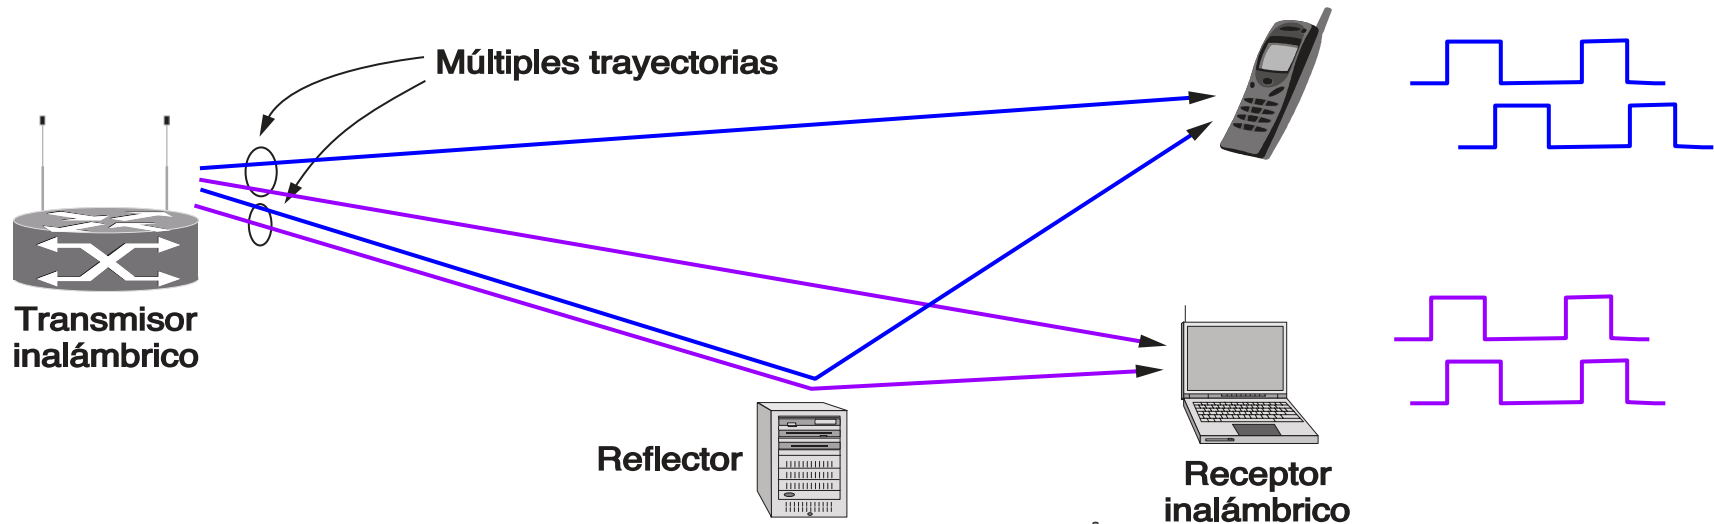 Múltiples trayectorias
Transmisor
inalámbrico
Reflector
Receptor
inalámbrico